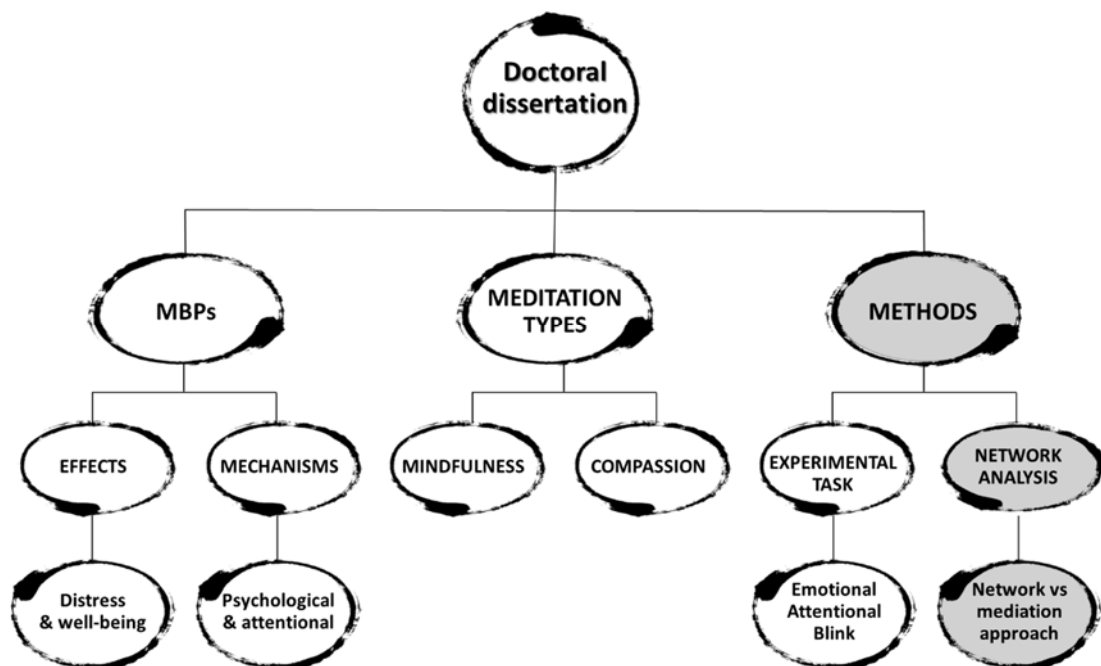 Doctoral
dissertation
MBPs
MEDITATION
TYPES
METHODS
EFFECTS
MECHANISMS
MINDFULNESS
COMPASSION
EXPERIMENTAL
TASK
NETWORK
ANALYSIS
Distress
& well-being
Psychological
& attentional
Emotional
Attentional
Blink
Network vs
mediation
approach